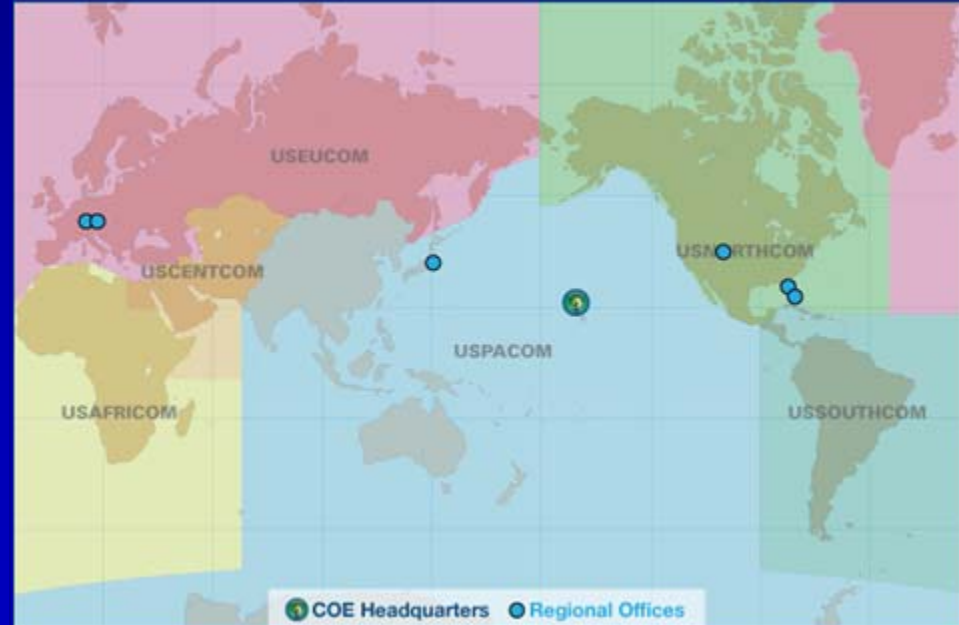 USEUCOM
USNORTHCOM
USCENTCOM
USPACOM
USAFRICOM
USSOUTHCOM
COE Headquarters Regional Offices